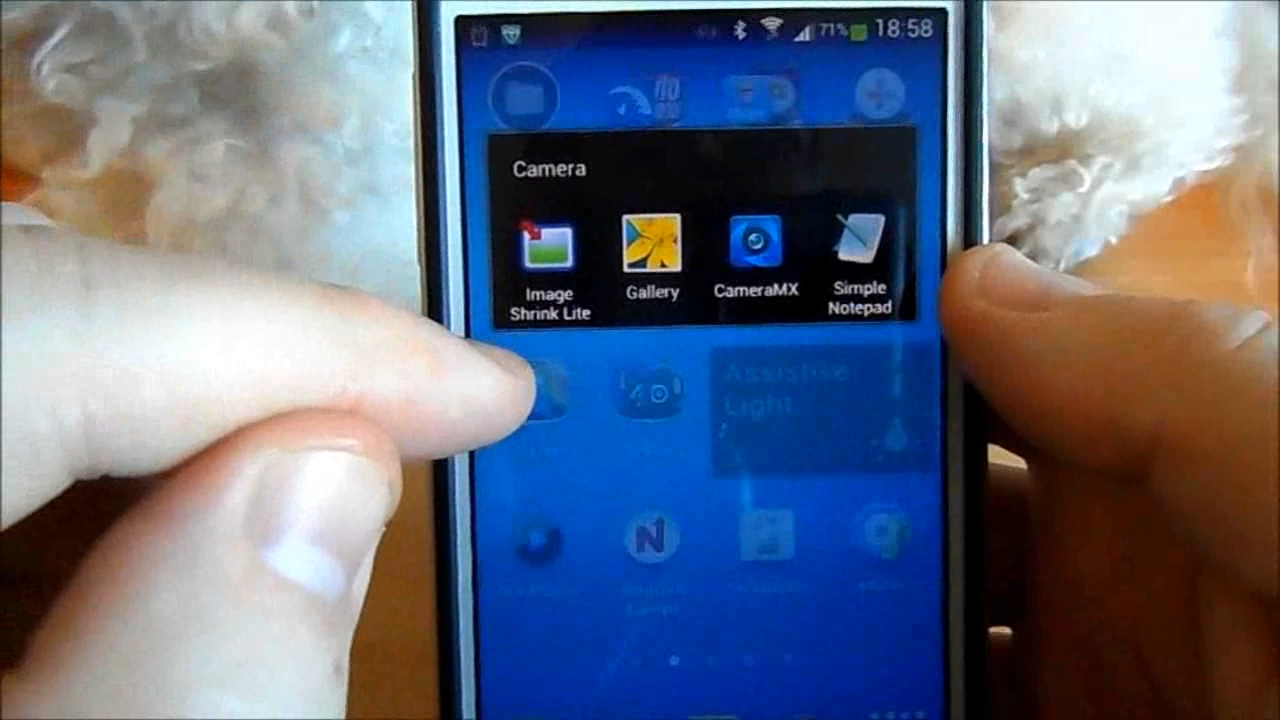 71% 18:58
Camera
Image
Shrink Lite
Gallery
CameraMX
Simple
Notepad
Assistive
Light
N